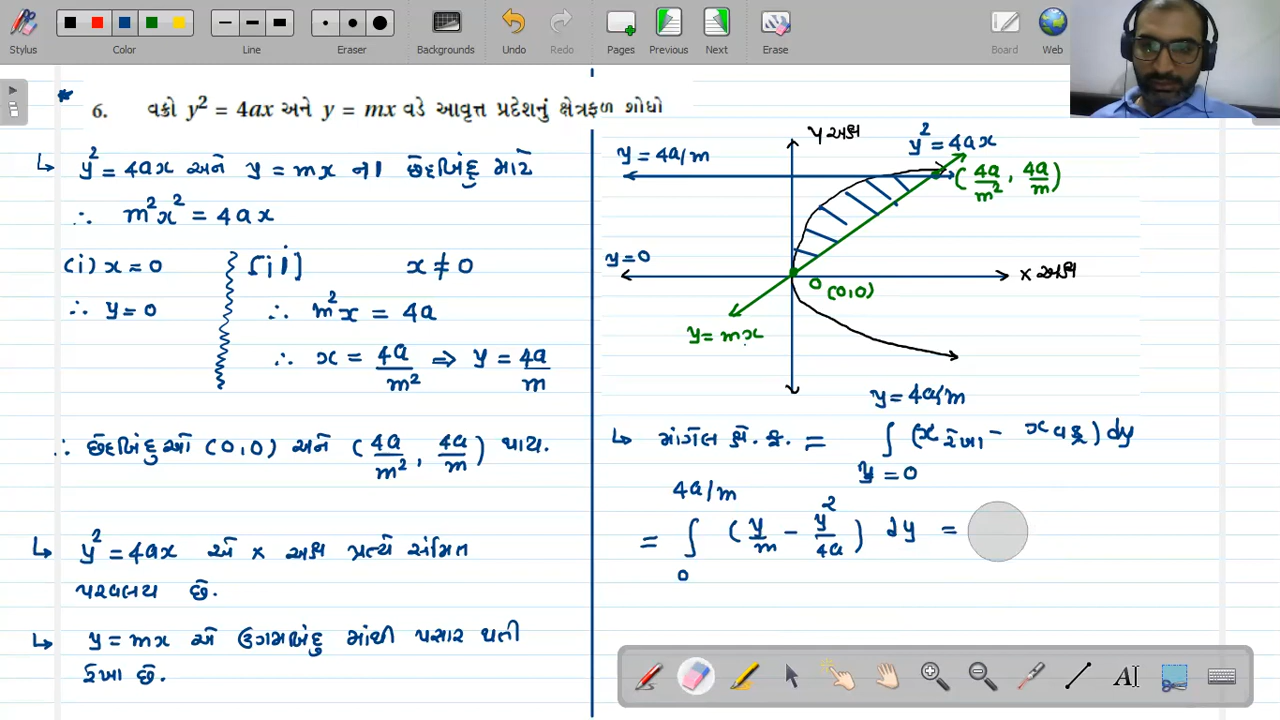 Stylus Color Line Eraser Backgrounds Undo Redo Pages Previous Next Erase Board Web
* 6. વક્રો y² = 4ax અને y = mx વડે આવૃત્ત પ્રદેશનું ક્ષેત્રફળ શોધો
↳ y² = 4ax અને y = mx ના છેદબિંદુ માટે
∴ m²x² = 4ax
(i) x = 0
∴ y = 0
[ii] x ≠ 0
∴ m²x = 4a
∴ x = 4a/m² ⇒ y = 4a/m
∴ છેદબિંદુઓ (0,0) અને (4a/m², 4a/m) થાય.
↳ y² = 4ax એ x અક્ષ પ્રત્યે સંમિત
પરવલય છે.
↳ y = mx એ ઉગમબિંદુ માંથી પસાર થતી
રેખા છે.
y અક્ષ
y² = 4ax
y = 4a/m
(4a/m², 4a/m)
y = 0
x અક્ષ
0 (0,0)
y = mx
↳ માંગેલ ક્ષે. ફ. = ∫_{y = 0}^{y = 4a/m} (x રેખા - x વક્ર) dy
= ∫_0^{4a/m} (y/m - y²/4a) dy =